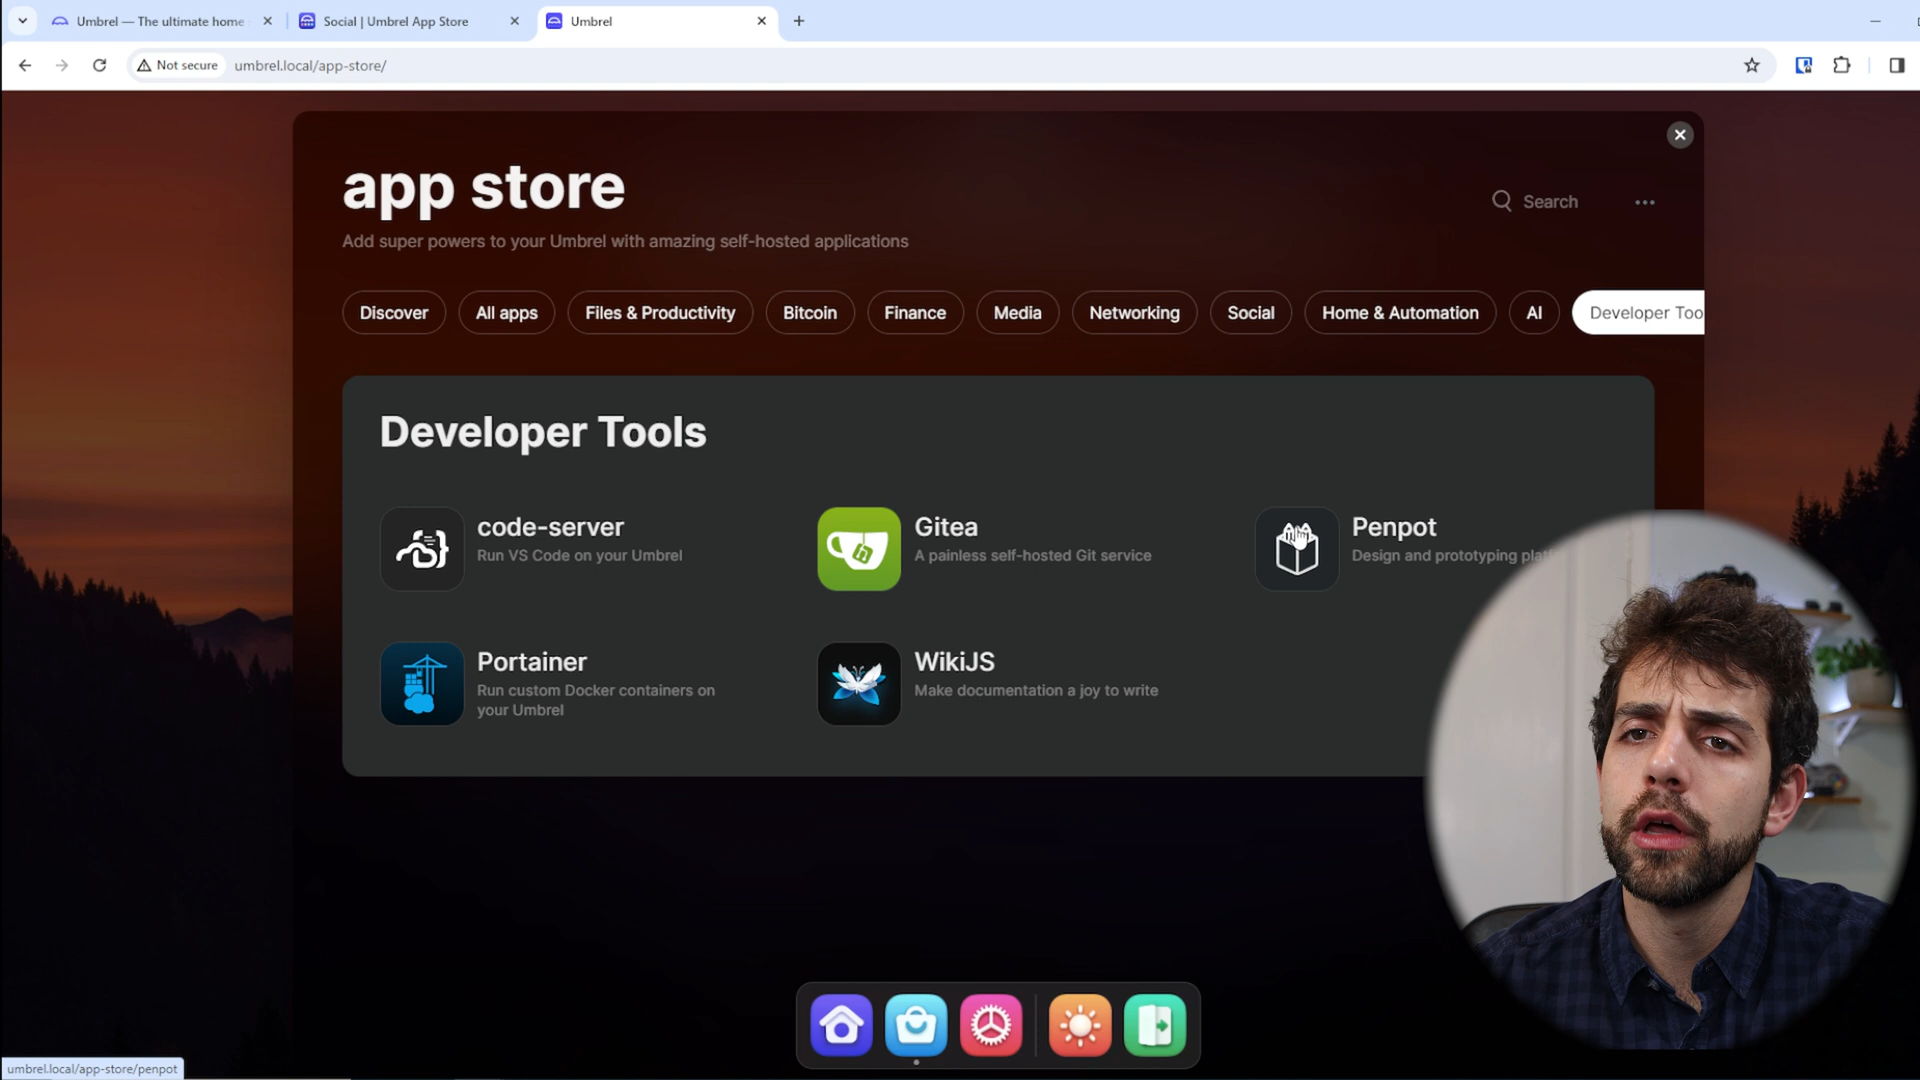 Umbrel — The ultimate home
Social | Umbrel App Store
Umbrel
Not secure
umbrel.local/app-store/
app store
Search
Add super powers to your Umbrel with amazing self-hosted applications
Discover
All apps
Files & Productivity
Bitcoin
Finance
Media
Networking
Social
Home & Automation
AI
Developer Too
Developer Tools
code-server
Run VS Code on your Umbrel
Gitea
A painless self-hosted Git service
Penpot
Design and prototyping
Portainer
Run custom Docker containers on
your Umbrel
WikiJS
Make documentation a joy to write
umbrel.local/app-store/penpot